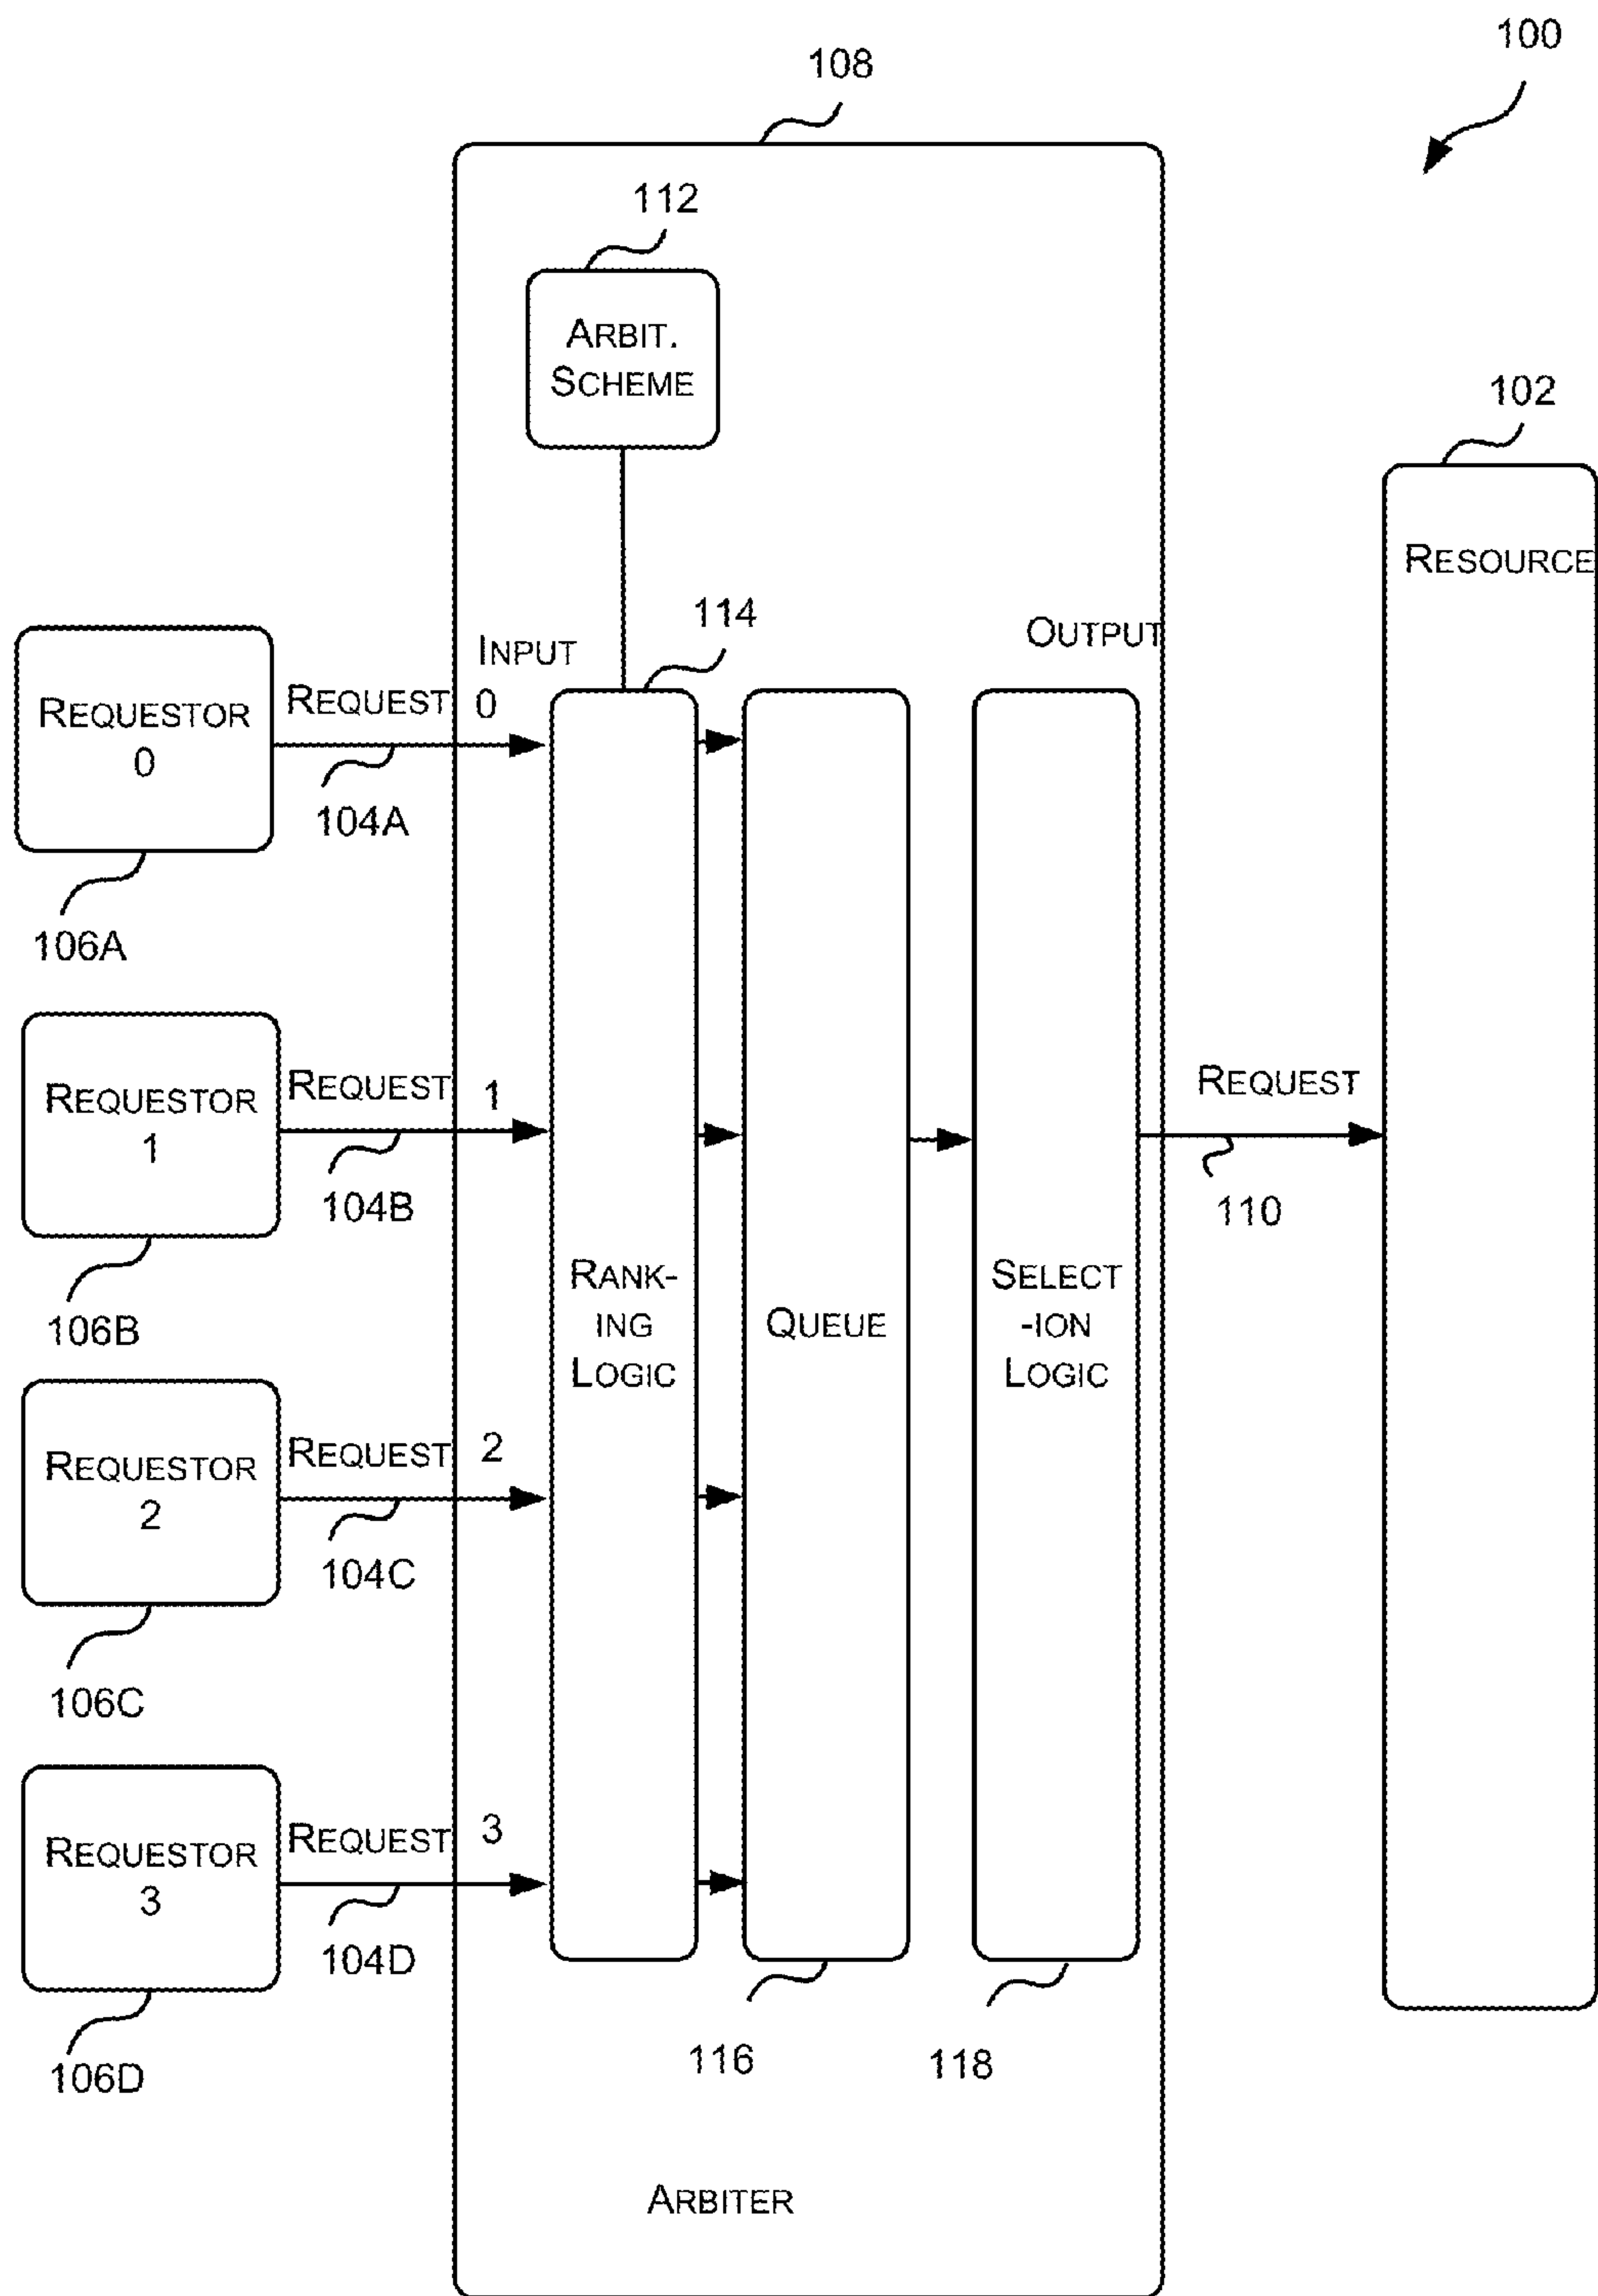 100
108
112
ARBIT.
SCHEME
102
RESOURCE
114
INPUT
OUTPUT
REQUESTOR
0
REQUEST
0
104A
106A
REQUESTOR
1
REQUEST
1
104B
106B
REQUEST
110
RANK-
ING
LOGIC
QUEUE
SELECT
-ION
LOGIC
REQUESTOR
2
REQUEST
2
104C
106C
REQUESTOR
3
REQUEST
3
104D
106D
116
118
ARBITER